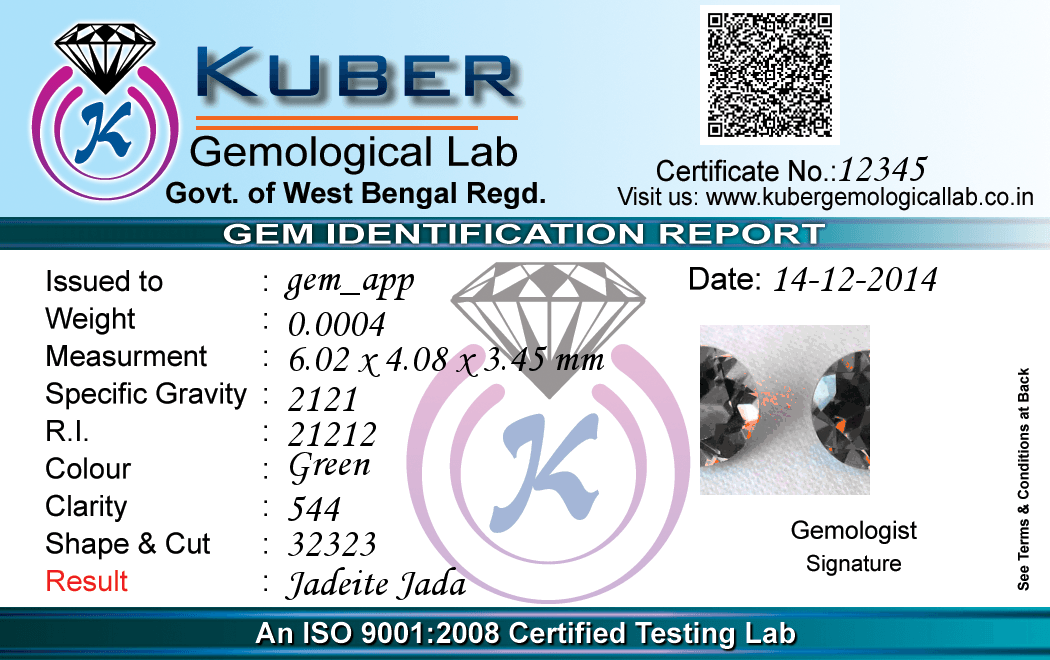 K
KUBER
Gemological Lab
Govt. of West Bengal Regd.
Certificate No.:12345
Visit us: www.kubergemologicallab.co.in
GEM IDENTIFICATION REPORT
Issued to : gem_app
Date: 14-12-2014
Weight : 0.0004
Measurment : 6.02 x 4.08 x 3.45 mm
Specific Gravity : 2121
R.I. : 21212
Colour : Green
Clarity : 544
Shape & Cut : 32323
Result : Jadeite Jada
K
Gemologist
Signature
See Terms & Conditions at Back
An ISO 9001:2008 Certified Testing Lab